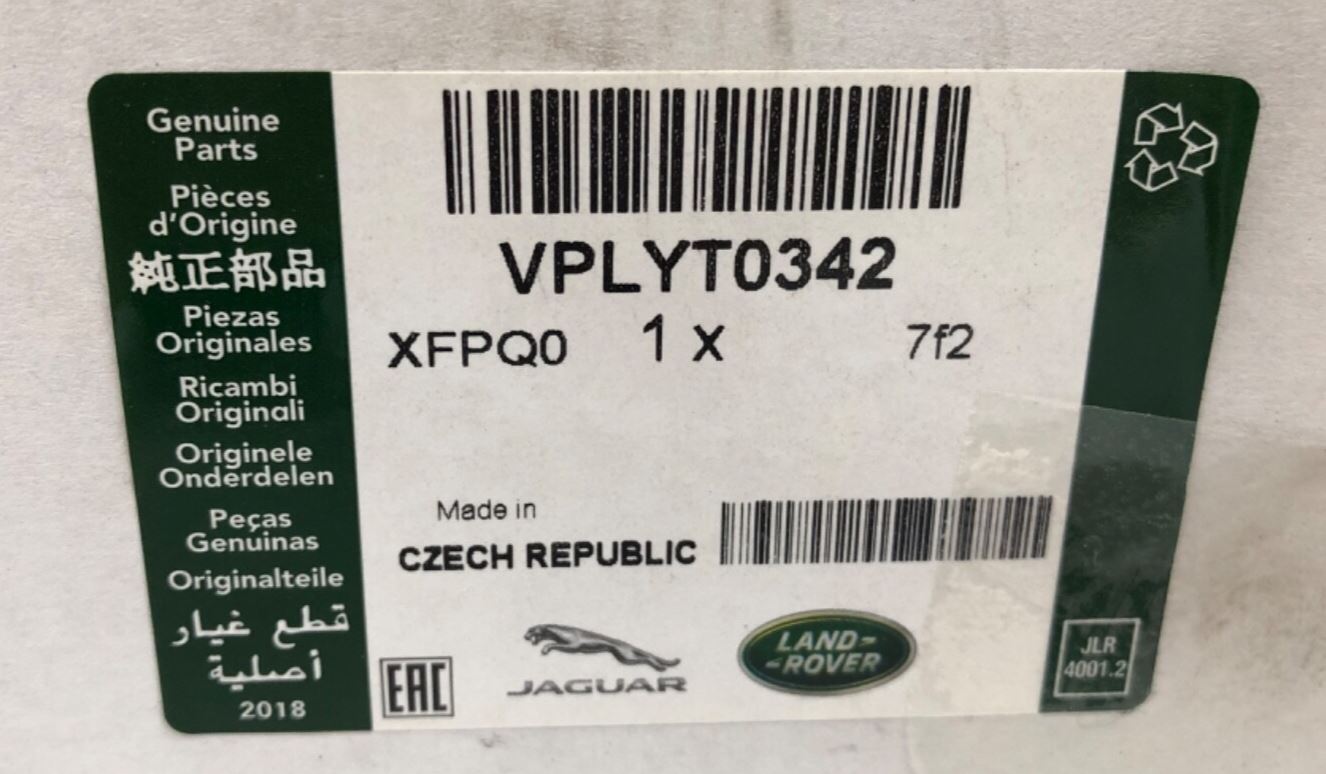 Genuine
Parts
Pièces
d'Origine
純正部品
Piezas
Originales
Ricambi
Originali
Originele
Onderdelen
Peças
Genuinas
Originalteile
قطع غيار
أصلية
2018
VPLYT0342
XFPQ0 1 x 7f2
Made in
CZECH REPUBLIC
EAC
JAGUAR
LAND-
-ROVER
JLR
4001.2